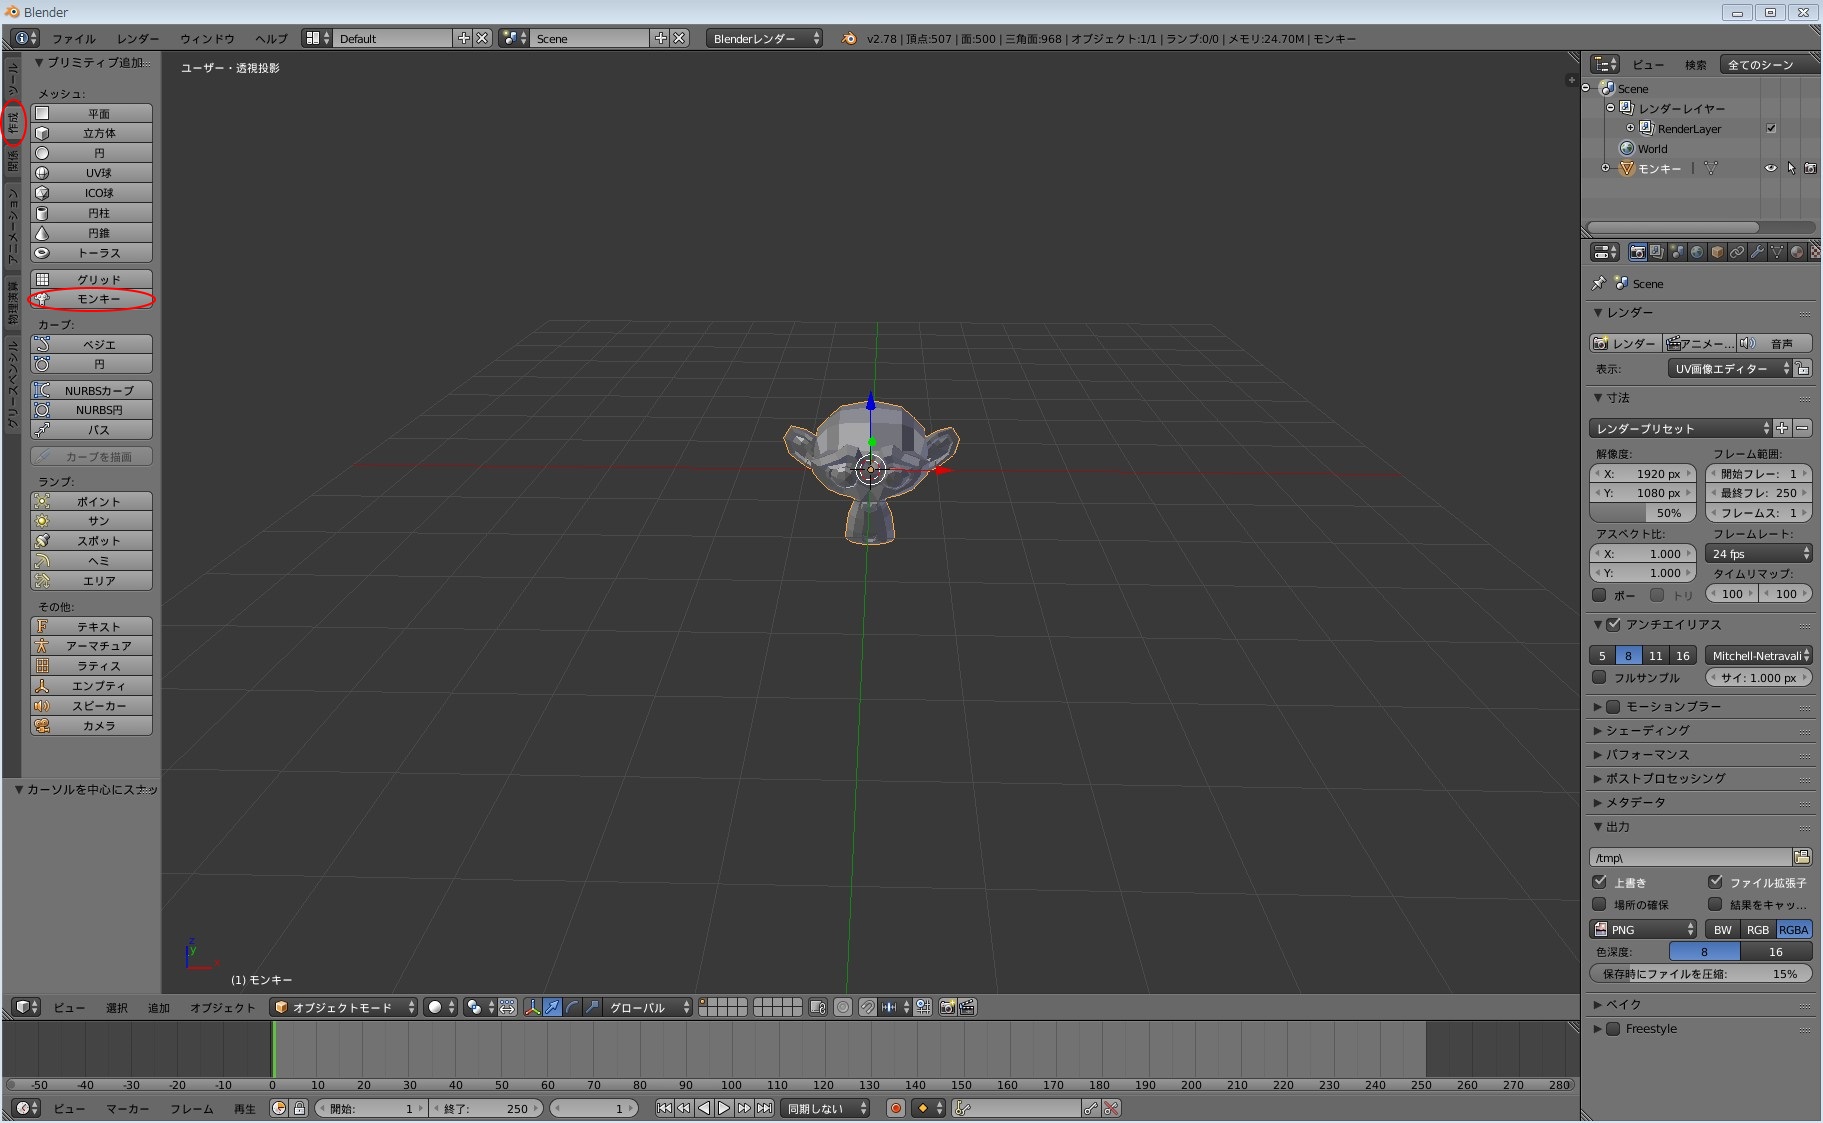 Blender
ファイル レンダー ウィンドウ ヘルプ Default Scene Blenderレンダー v2.78 | 頂点:507 | 面:500 | 三角面:968 | オブジェクト:1/1 | ランプ:0/0 | メモリ:24.70M | モンキー
ツール
作成
関係
アニメーション
物理演算
グリースペンシル
プリミティブ追加
メッシュ:
平面
立方体
円
UV球
ICO球
円柱
円錐
トーラス
グリッド
モンキー
カーブ:
ベジエ
円
NURBSカーブ
NURBS円
パス
カーブを描画
ランプ:
ポイント
サン
スポット
ヘミ
エリア
その他:
テキスト
アーマチュア
ラティス
エンプティ
スピーカー
カメラ
カーソルを中心にスナッ
ユーザー・透視投影
z
y
x
(1) モンキー
ビュー 選択 追加 オブジェクト オブジェクトモード グローバル
-50 -40 -30 -20 -10 0 10 20 30 40 50 60 70 80 90 100 110 120 130 140 150 160 170 180 190 200 210 220 230 240 250 260 270 280
ビュー マーカー フレーム 再生 開始: 1 終了: 250 1 同期しない
ビュー 検索 全てのシーン
Scene
レンダーレイヤー
RenderLayer
World
モンキー
Scene
レンダー
レンダー アニメー... 音声
表示: UV画像エディター
寸法
レンダープリセット
解像度: フレーム範囲:
X: 1920 px 開始フレー: 1
Y: 1080 px 最終フレ: 250
50% フレームス: 1
アスペクト比: フレームレート:
X: 1.000 24 fps
Y: 1.000 タイムリマップ:
ボー トリ 100 100
アンチエイリアス
5 8 11 16 Mitchell-Netravali
フルサンプル サイ: 1.000 px
モーションブラー
シェーディング
パフォーマンス
ポストプロセッシング
メタデータ
出力
/tmp\
上書き ファイル拡張子
場所の確保 結果をキャッ...
PNG BW RGB RGBA
色深度: 8 16
保存時にファイルを圧縮: 15%
ベイク
Freestyle